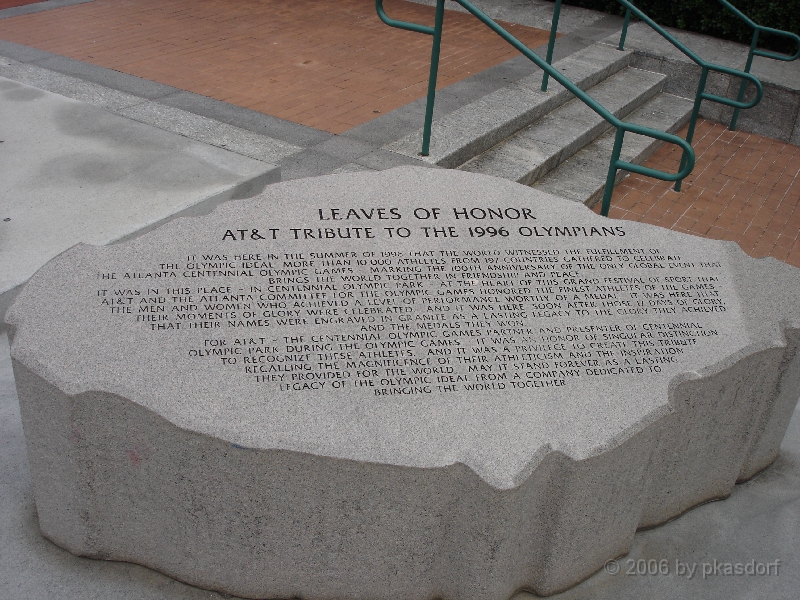 LEAVES OF HONOR
AT&T TRIBUTE TO THE 1996 OLYMPIANS
IT WAS HERE IN THE SUMMER OF 1996 THAT THE WORLD WITNESSED THE FULFILLMENT OF
THE OLYMPIC IDEAL. MORE THAN 10,000 ATHLETES FROM 197 COUNTRIES GATHERED TO CELEBRATE
THE ATLANTA CENTENNIAL OLYMPIC GAMES - MARKING THE 100TH ANNIVERSARY OF THE ONLY GLOBAL EVENT THAT
BRINGS THE WORLD TOGETHER IN FRIENDSHIP AND PEACE.
IT WAS IN THIS PLACE - IN CENTENNIAL OLYMPIC PARK - AT THE HEART OF THIS GRAND FESTIVAL OF SPORT THAT
AT&T AND THE ATLANTA COMMITTEE FOR THE OLYMPIC GAMES HONORED THE FINEST ATHLETES OF THE GAMES,
THE MEN AND WOMEN WHO ACHIEVED A LEVEL OF PERFORMANCE WORTHY OF A MEDAL. IT WAS HERE THAT
THEIR MOMENTS OF GLORY WERE CELEBRATED. AND IT WAS HERE, SOON AFTER THOSE ICONS OF GLORY,
THAT THEIR NAMES WERE ENGRAVED IN GRANITE AS A LASTING LEGACY TO THE GLORY THEY ACHIEVED
AND THE MEDALS THEY WON.
FOR AT&T - THE CENTENNIAL OLYMPIC GAMES PARTNER AND PRESENTER OF CENTENNIAL
OLYMPIC PARK DURING THE OLYMPIC GAMES - IT WAS AN HONOR OF SINGULAR DISTINCTION
TO RECOGNIZE THESE ATHLETES. AND IT WAS A PRIVILEGE TO CREATE THIS TRIBUTE
RECALLING THE MAGNIFICENCE OF THEIR ATHLETICISM AND THE INSPIRATION
THEY PROVIDED FOR THE WORLD. MAY IT STAND FOREVER AS A LASTING
LEGACY OF THE OLYMPIC IDEAL FROM A COMPANY DEDICATED TO
BRINGING THE WORLD TOGETHER.
© 2006 by pkasdorf